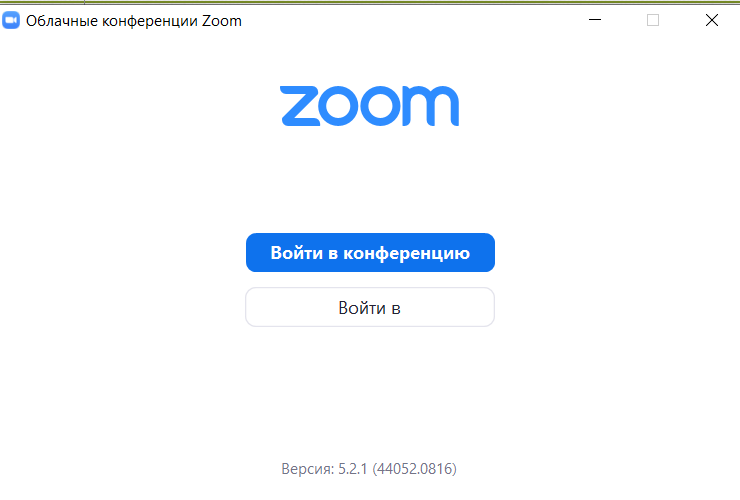 Облачные конференции Zoom
zoom
Войти в конференцию
Войти в
Версия: 5.2.1 (44052.0816)